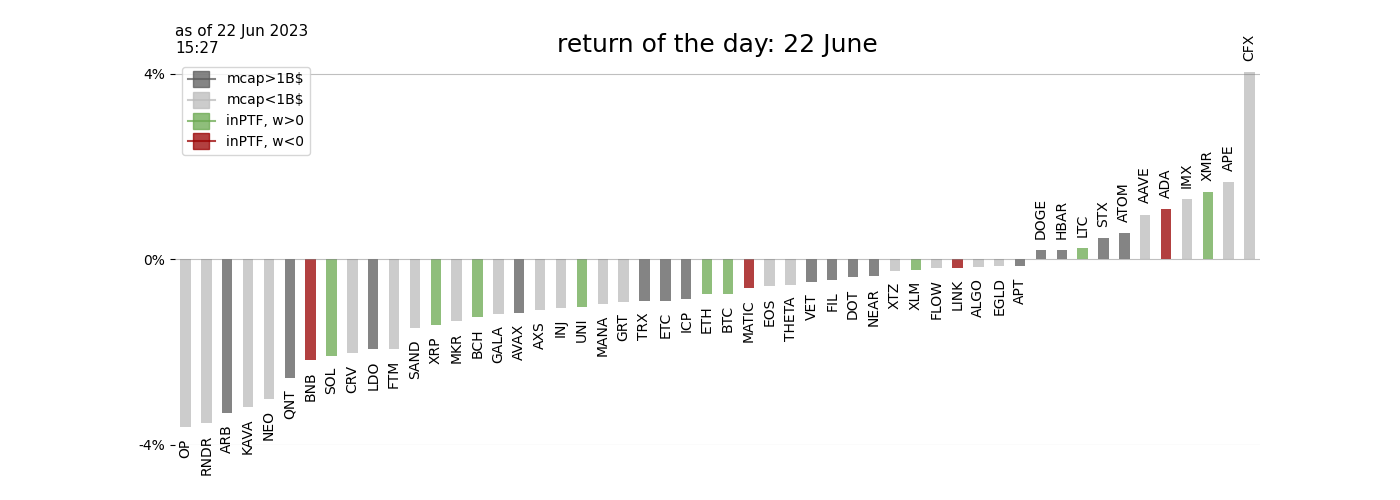 as of 22 Jun 2023
15:27
return of the day: 22 June
4%
0%
-4%
mcap>1B$
mcap<1B$
inPTF, w>0
inPTF, w<0
OP
RNDR
ARB
KAVA
NEO
QNT
BNB
SOL
CRV
LDO
FTM
SAND
XRP
MKR
BCH
GALA
AVAX
AXS
INJ
UNI
MANA
GRT
TRX
ETC
ICP
ETH
BTC
MATIC
EOS
THETA
VET
FIL
DOT
NEAR
XTZ
XLM
FLOW
LINK
ALGO
EGLD
APT
DOGE
HBAR
LTC
STX
ATOM
AAVE
ADA
IMX
XMR
APE
CFX